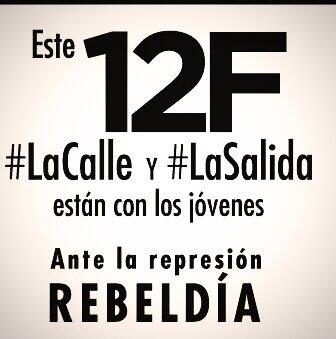 Este 12F
#LaCalle Y #LaSalida
están con los jóvenes
Ante la represión
REBELDÍA